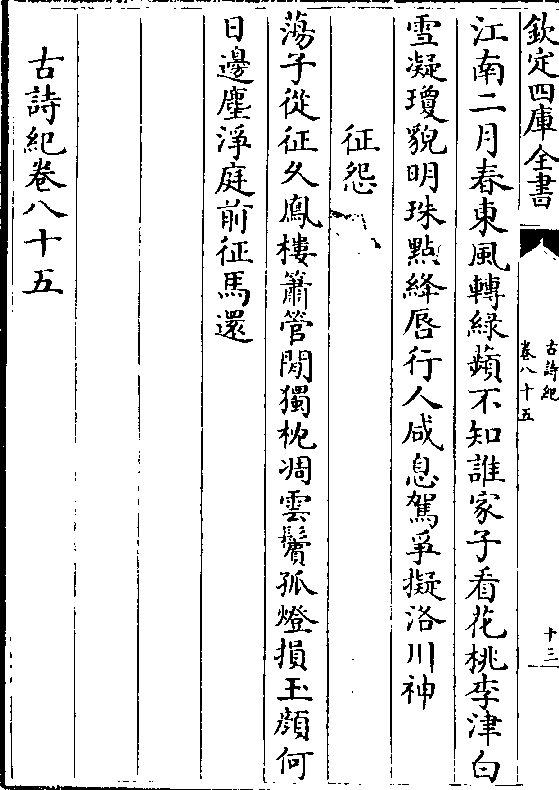 欽定四庫全書
古詩紀
卷八十五
十三
江南二月春東風轉綠蘋不知誰家子看花桃李津白
雪凝瓊貌明珠點絳唇行人咸息駕爭擬洛川神
征怨
蕩子從征久鳳樓簫管閒獨枕凋雲鬢孤燈損玉顔何
日邊塵淨庭前征馬還
古詩紀卷八十五